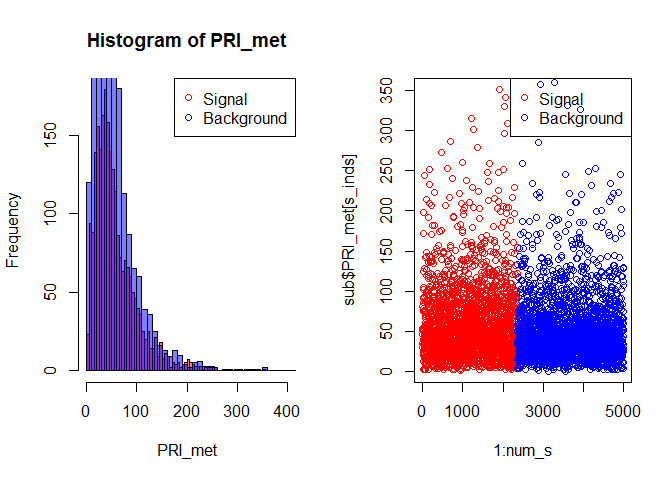 Histogram of PRI_met
Signal
Background
Frequency
0
50
100
150
0
100
200
300
400
PRI_met
Signal
Background
sub$PRI_met[s_inds]
0
50
100
150
200
250
300
350
0
1000
3000
5000
1:num_s